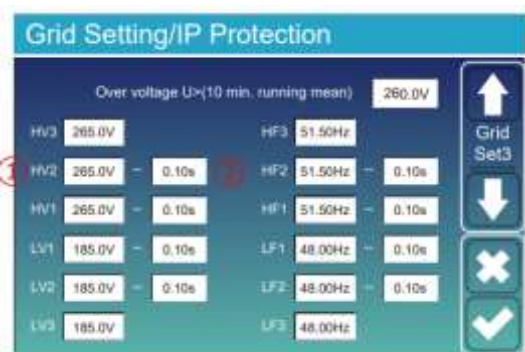 Grid Setting/IP Protection
Over voltage U>(10 min. running mean) 260.0V
HV3 265.0V HF3 51.50Hz
① HV2 265.0V – 0.10s ② HF2 51.50Hz – 0.10s
HV1 265.0V – 0.10s HF1 51.50Hz – 0.10s
LV1 185.0V – 0.10s LF1 48.00Hz – 0.10s
LV2 185.0V – 0.10s LF2 48.00Hz – 0.10s
LV3 185.0V LF3 48.00Hz
Grid
Set3